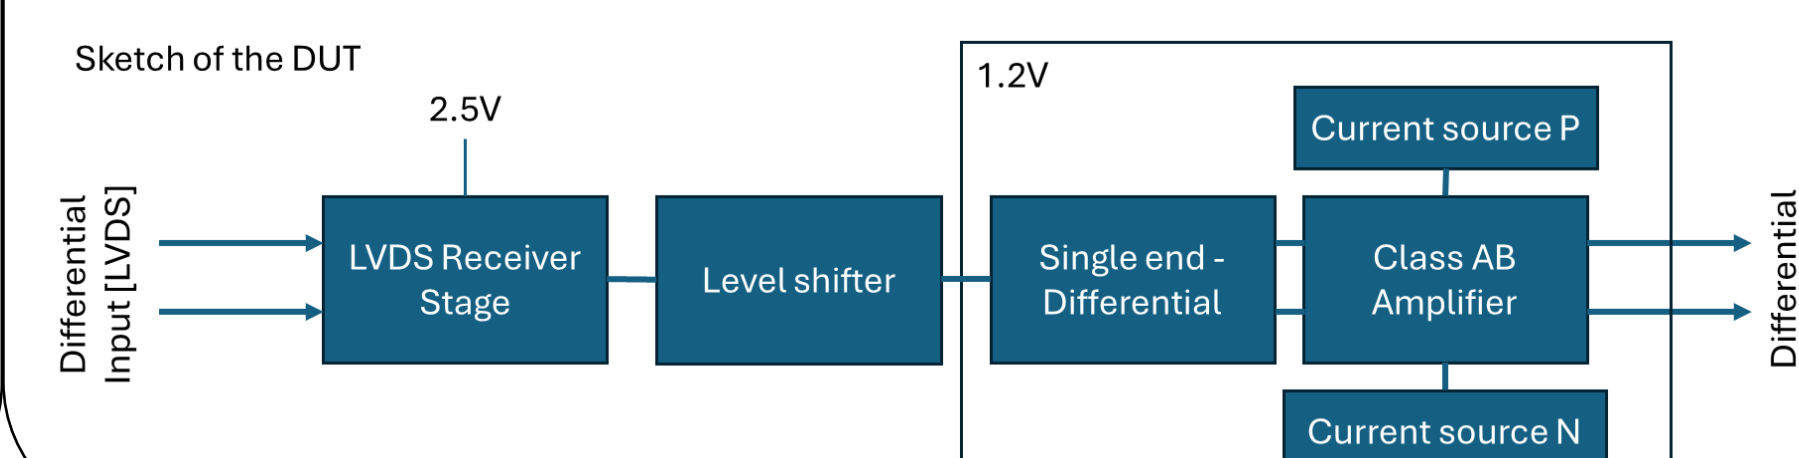 Sketch of the DUT
2.5V
1.2V
Differential
Input [LVDS]
LVDS Receiver
Stage
Level shifter
Single end -
Differential
Current source P
Class AB
Amplifier
Current source N
Differential